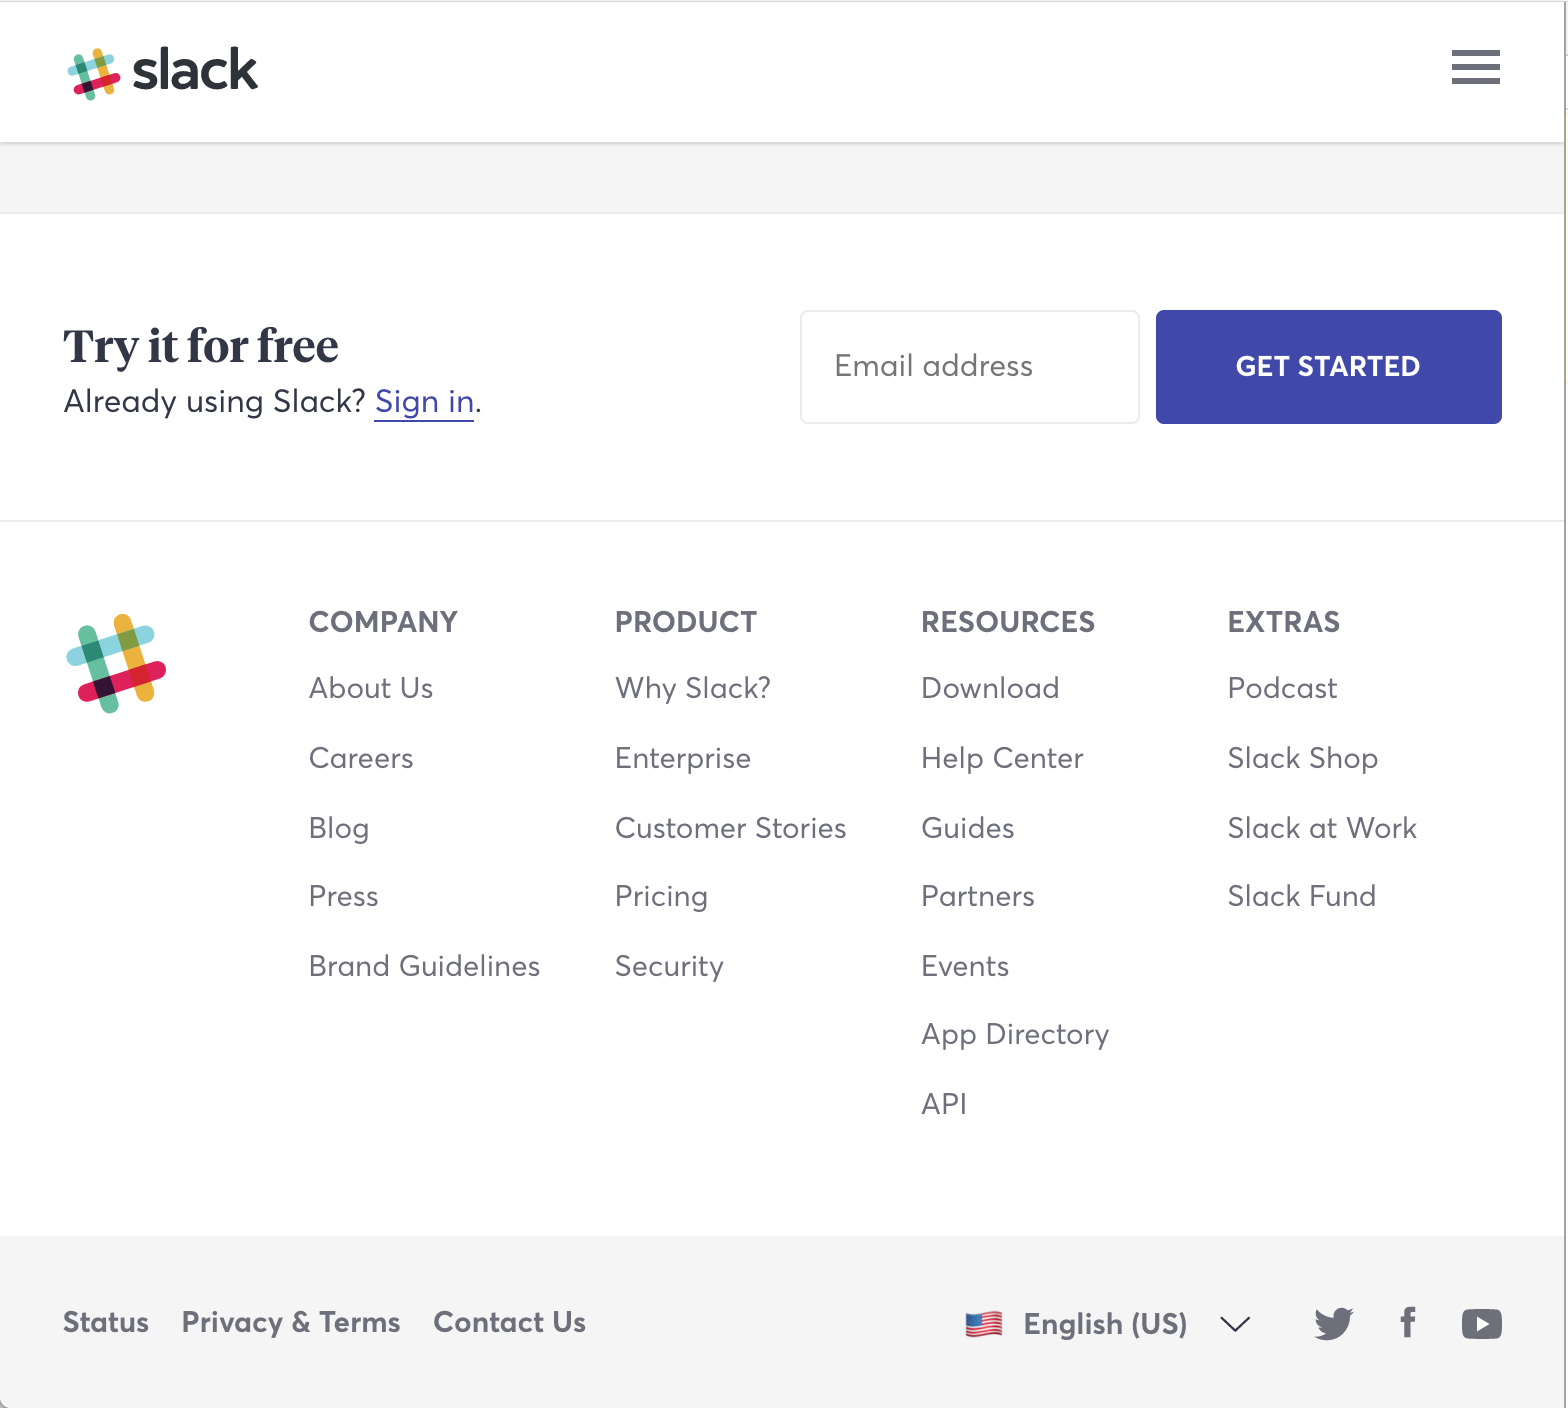 slack
Try it for free
Already using Slack? Sign in.
Email address
GET STARTED
COMPANY
About Us
Careers
Blog
Press
Brand Guidelines
PRODUCT
Why Slack?
Enterprise
Customer Stories
Pricing
Security
RESOURCES
Download
Help Center
Guides
Partners
Events
App Directory
API
EXTRAS
Podcast
Slack Shop
Slack at Work
Slack Fund
Status Privacy & Terms Contact Us
English (US)